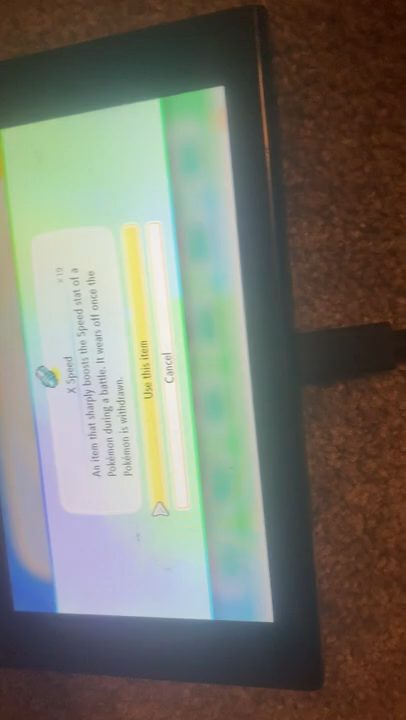 X Speed
× 19
An item that sharply boosts the Speed stat of a
Pokémon during a battle. It wears off once the
Pokémon is withdrawn.
Use this item
Cancel